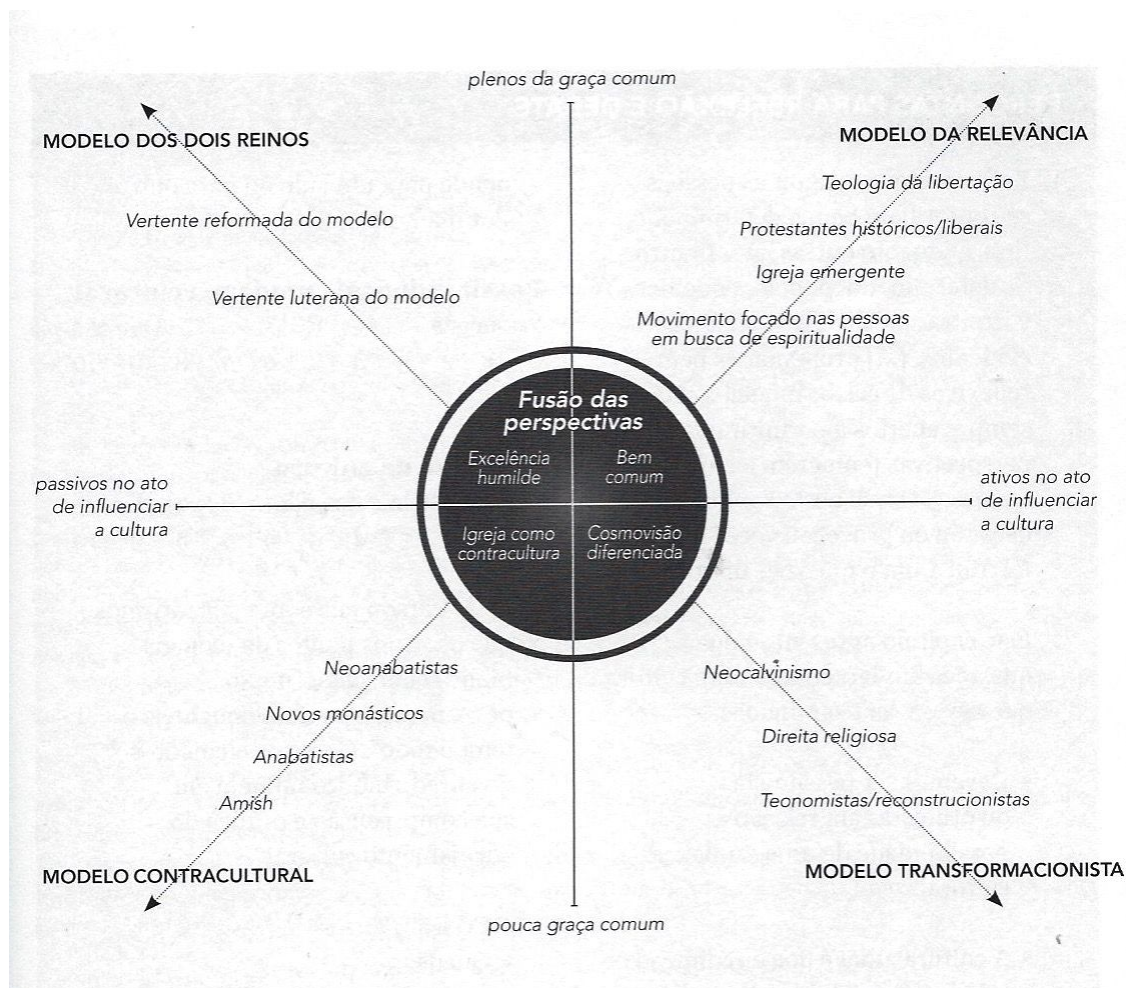 plenos da graça comum
MODELO DOS DOIS REINOS
MODELO DA RELEVÂNCIA
Teologia da libertação
Vertente reformada do modelo
Protestantes históricos/liberais
Igreja emergente
Vertente luterana do modelo
Movimento focado nas pessoas
em busca de espiritualidade
Fusão das
perspectivas
Excelência
humilde
Bem
comum
passivos no ato
de influenciar
a cultura
ativos no ato
de influenciar
a cultura
Igreja como
contracultura
Cosmovisão
diferenciada
Neoanabatistas
Novos monásticos
Anabatistas
Amish
Neocalvinismo
Direita religiosa
Teonomistas/reconstrucionistas
MODELO CONTRACULTURAL
MODELO TRANSFORMACIONISTA
pouca graça comum